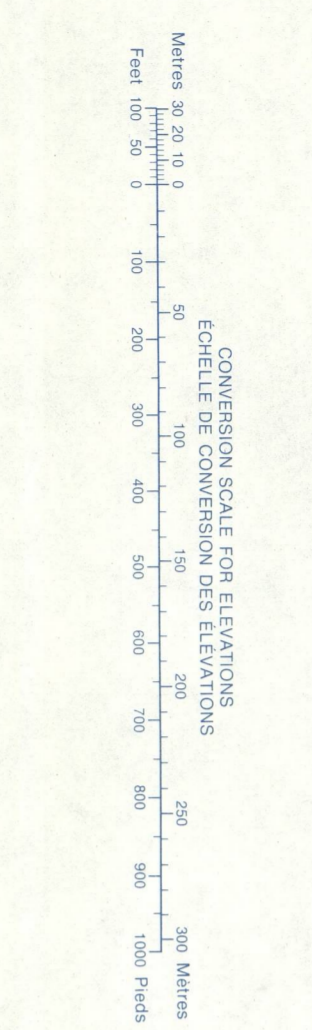 CONVERSION SCALE FOR ELEVATIONS
ÉCHELLE DE CONVERSION DES ÉLÉVATIONS
Metres 30 20 10 0 50 100 150 200 250 300 Mètres
Feet 100 50 0 100 200 300 400 500 600 700 800 900 1000 Pieds